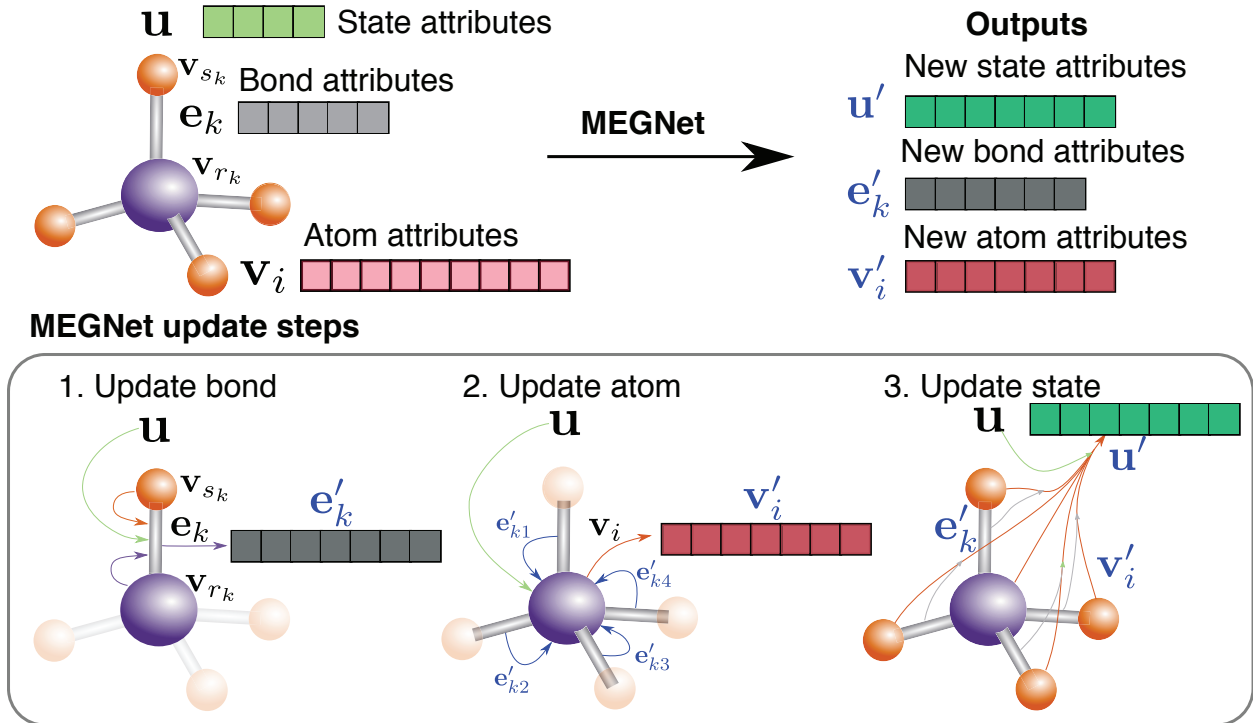 u State attributes
v_{s_k}
Bond attributes
e_k
v_{r_k}
Atom attributes
v_i
MEGNet
Outputs
New state attributes
u′
New bond attributes
e′_k
New atom attributes
v′_i
MEGNet update steps
1. Update bond
u
v_{s_k}
e_k
e′_k
v_{r_k}
2. Update atom
u
e′_{k1}
v_i
v′_i
e′_{k4}
e′_{k2}
e′_{k3}
3. Update state
u
u'
e′_k
v′_i